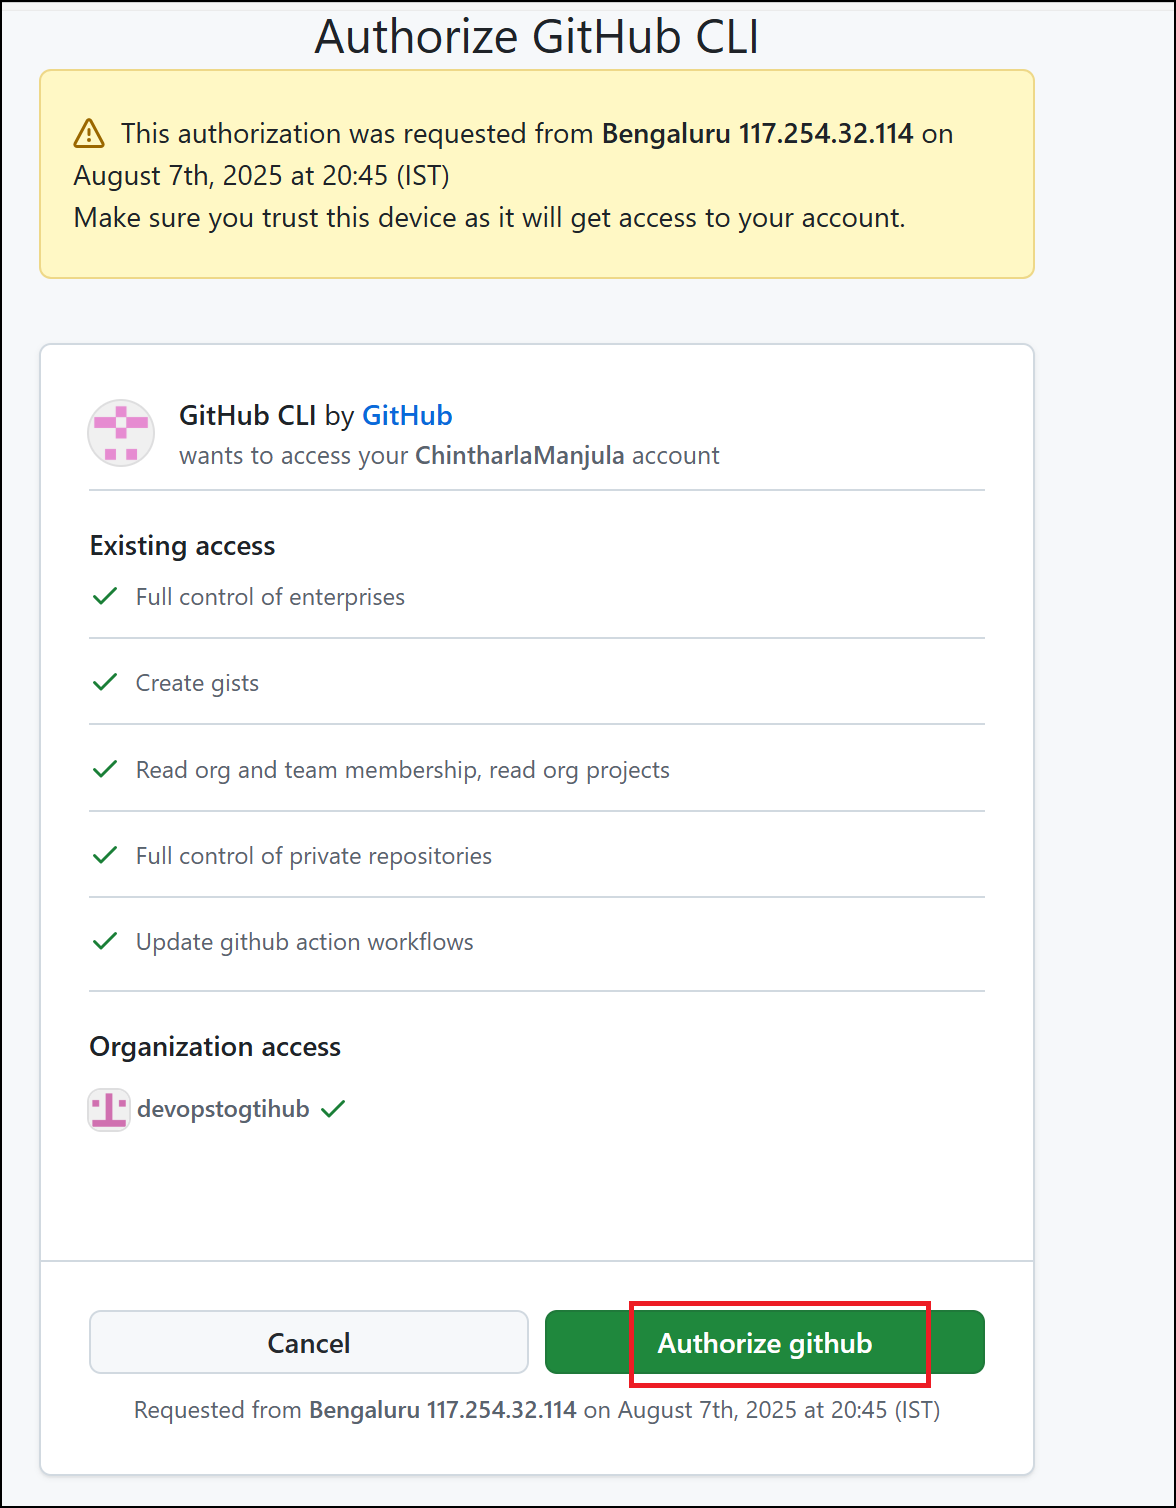 Authorize GitHub CLI
This authorization was requested from Bengaluru 117.254.32.114 on
August 7th, 2025 at 20:45 (IST)
Make sure you trust this device as it will get access to your account.
GitHub CLI by GitHub
wants to access your ChintharlaManjula account
Existing access
Full control of enterprises
Create gists
Read org and team membership, read org projects
Full control of private repositories
Update github action workflows
Organization access
devopstogtihub
Cancel
Authorize github
Requested from Bengaluru 117.254.32.114 on August 7th, 2025 at 20:45 (IST)